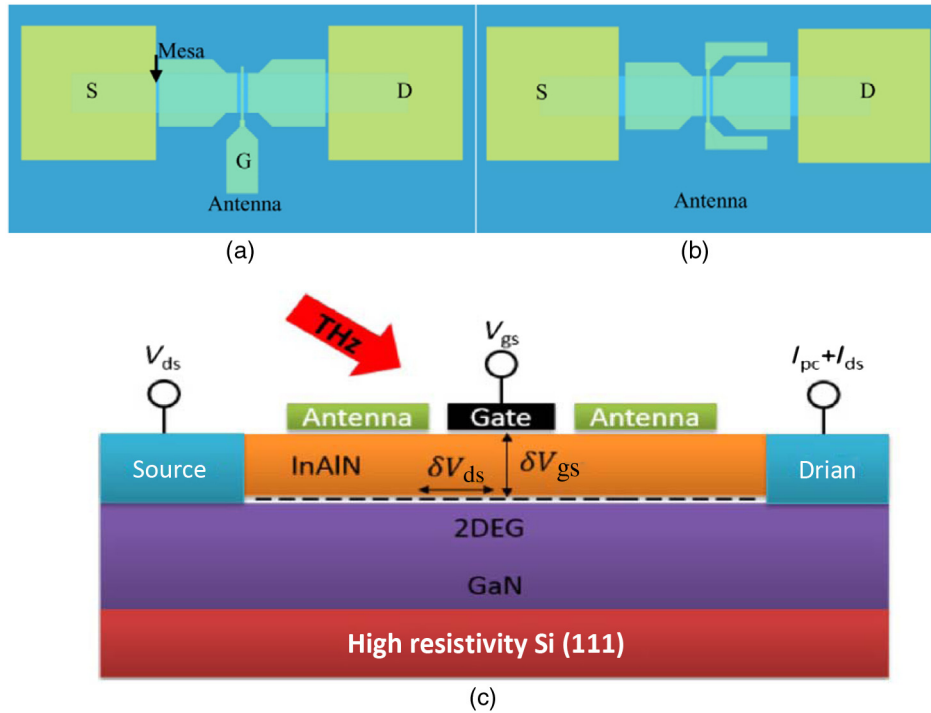 Mesa
S
D
G
Antenna
(a)
S
D
Antenna
(b)
THz
Vds
Vgs
Ipc+Ids
Antenna
Gate
Antenna
Source
InAlN
δVds
δVgs
Drian
2DEG
GaN
High resistivity Si (111)
(c)